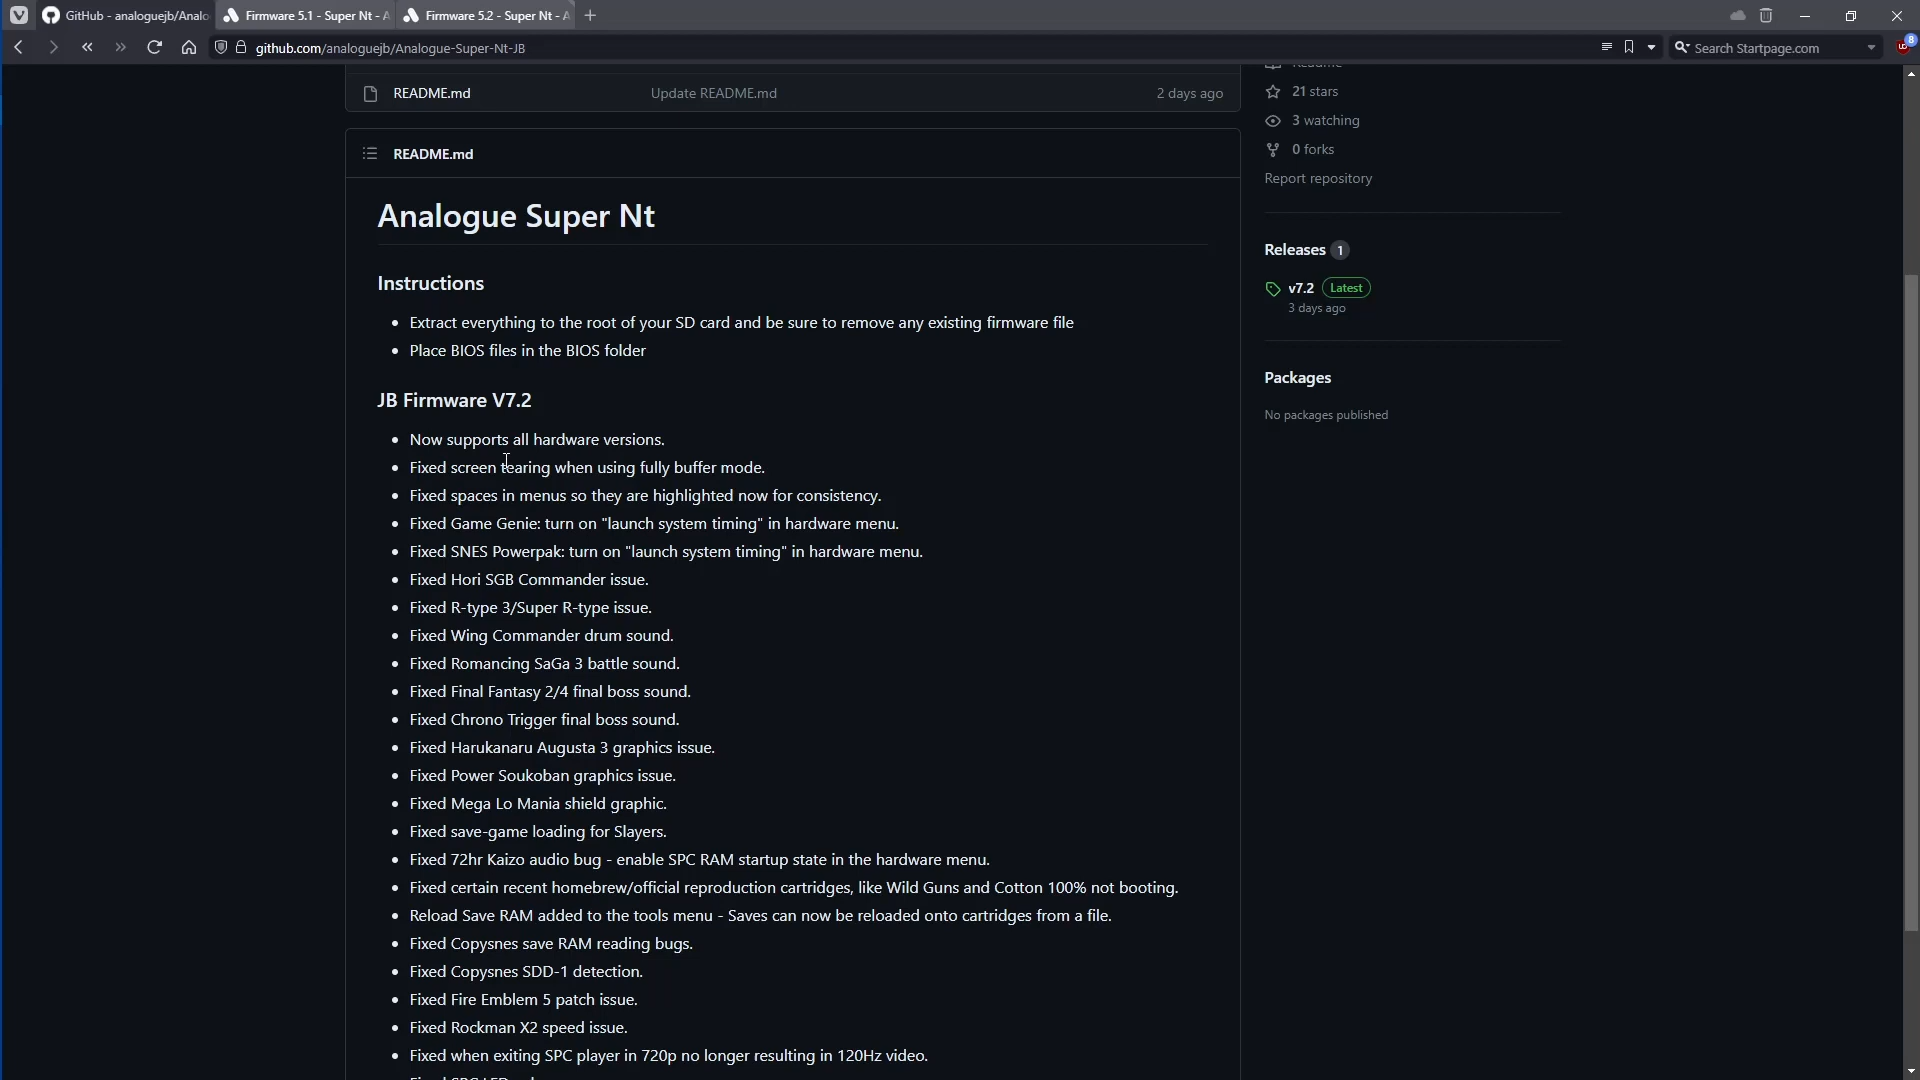 GitHub - analoguejb/Analo
Firmware 5.1 - Super Nt - A
Firmware 5.2 - Super Nt - A
github.com/analoguejb/Analogue-Super-Nt-JB
Search Startpage.com
8
README.md
Update README.md
2 days ago
Readme
21 stars
3 watching
0 forks
Report repository
Releases 1
v7.2 Latest
3 days ago
Packages
No packages published
README.md
Analogue Super Nt
Instructions
Extract everything to the root of your SD card and be sure to remove any existing firmware file
Place BIOS files in the BIOS folder
JB Firmware V7.2
Now supports all hardware versions.
Fixed screen tearing when using fully buffer mode.
Fixed spaces in menus so they are highlighted now for consistency.
Fixed Game Genie: turn on "launch system timing" in hardware menu.
Fixed SNES Powerpak: turn on "launch system timing" in hardware menu.
Fixed Hori SGB Commander issue.
Fixed R-type 3/Super R-type issue.
Fixed Wing Commander drum sound.
Fixed Romancing SaGa 3 battle sound.
Fixed Final Fantasy 2/4 final boss sound.
Fixed Chrono Trigger final boss sound.
Fixed Harukanaru Augusta 3 graphics issue.
Fixed Power Soukoban graphics issue.
Fixed Mega Lo Mania shield graphic.
Fixed save-game loading for Slayers.
Fixed 72hr Kaizo audio bug - enable SPC RAM startup state in the hardware menu.
Fixed certain recent homebrew/official reproduction cartridges, like Wild Guns and Cotton 100% not booting.
Reload Save RAM added to the tools menu - Saves can now be reloaded onto cartridges from a file.
Fixed Copysnes save RAM reading bugs.
Fixed Copysnes SDD-1 detection.
Fixed Fire Emblem 5 patch issue.
Fixed Rockman X2 speed issue.
Fixed when exiting SPC player in 720p no longer resulting in 120Hz video.